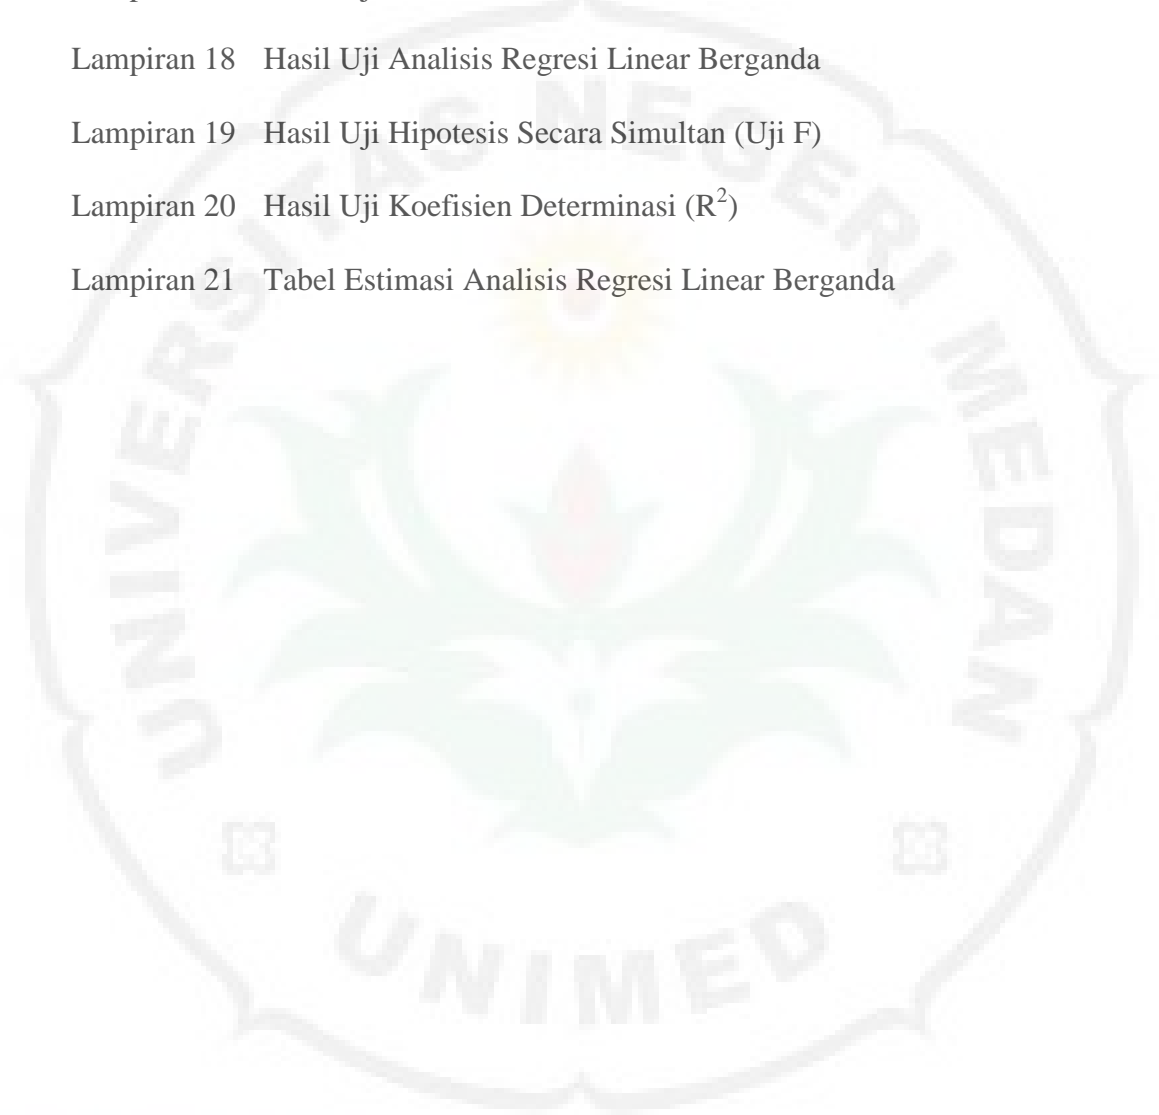 Lampiran 18 Hasil Uji Analisis Regresi Linear Berganda
Lampiran 19 Hasil Uji Hipotesis Secara Simultan (Uji F)
Lampiran 20 Hasil Uji Koefisien Determinasi (R²)
Lampiran 21 Tabel Estimasi Analisis Regresi Linear Berganda
UNIVERSITAS NEGERI MEDAN
UNIMED